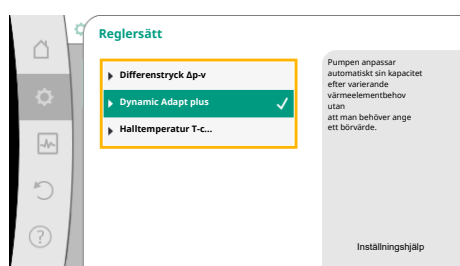 Reglersätt
Differenstryck Δp-v
Dynamic Adapt plus
Halltemperatur T-c...
Pumpen anpassar
automatiskt sin kapacitet
efter varierande
värmeelementbehov
utan
att man behöver ange
ett börvärde.
Inställningshjälp